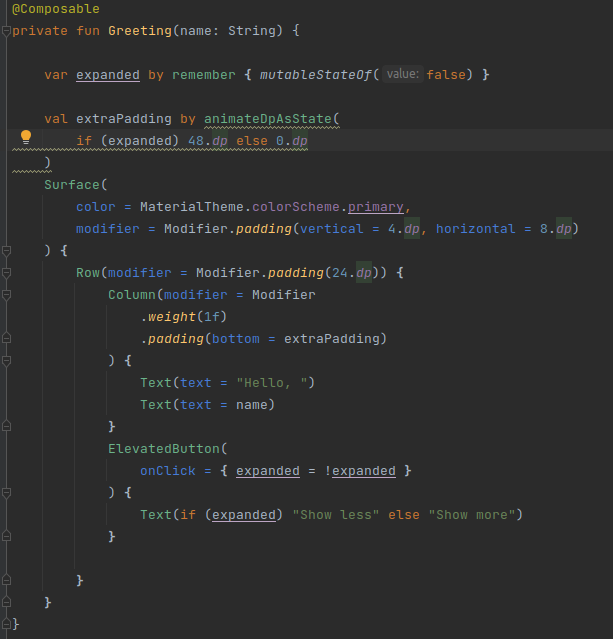 @Composable
private fun Greeting(name: String) {
var expanded by remember { mutableStateOf( value: false) }
val extraPadding by animateDpAsState(
if (expanded) 48.dp else 0.dp
)
Surface(
color = MaterialTheme.colorScheme.primary,
modifier = Modifier.padding(vertical = 4.dp, horizontal = 8.dp)
) {
Row(modifier = Modifier.padding(24.dp)) {
Column(modifier = Modifier
.weight(1f)
.padding(bottom = extraPadding)
) {
Text(text = "Hello, ")
Text(text = name)
}
ElevatedButton(
onClick = { expanded = !expanded }
) {
Text(if (expanded) "Show less" else "Show more")
}
}
}
}